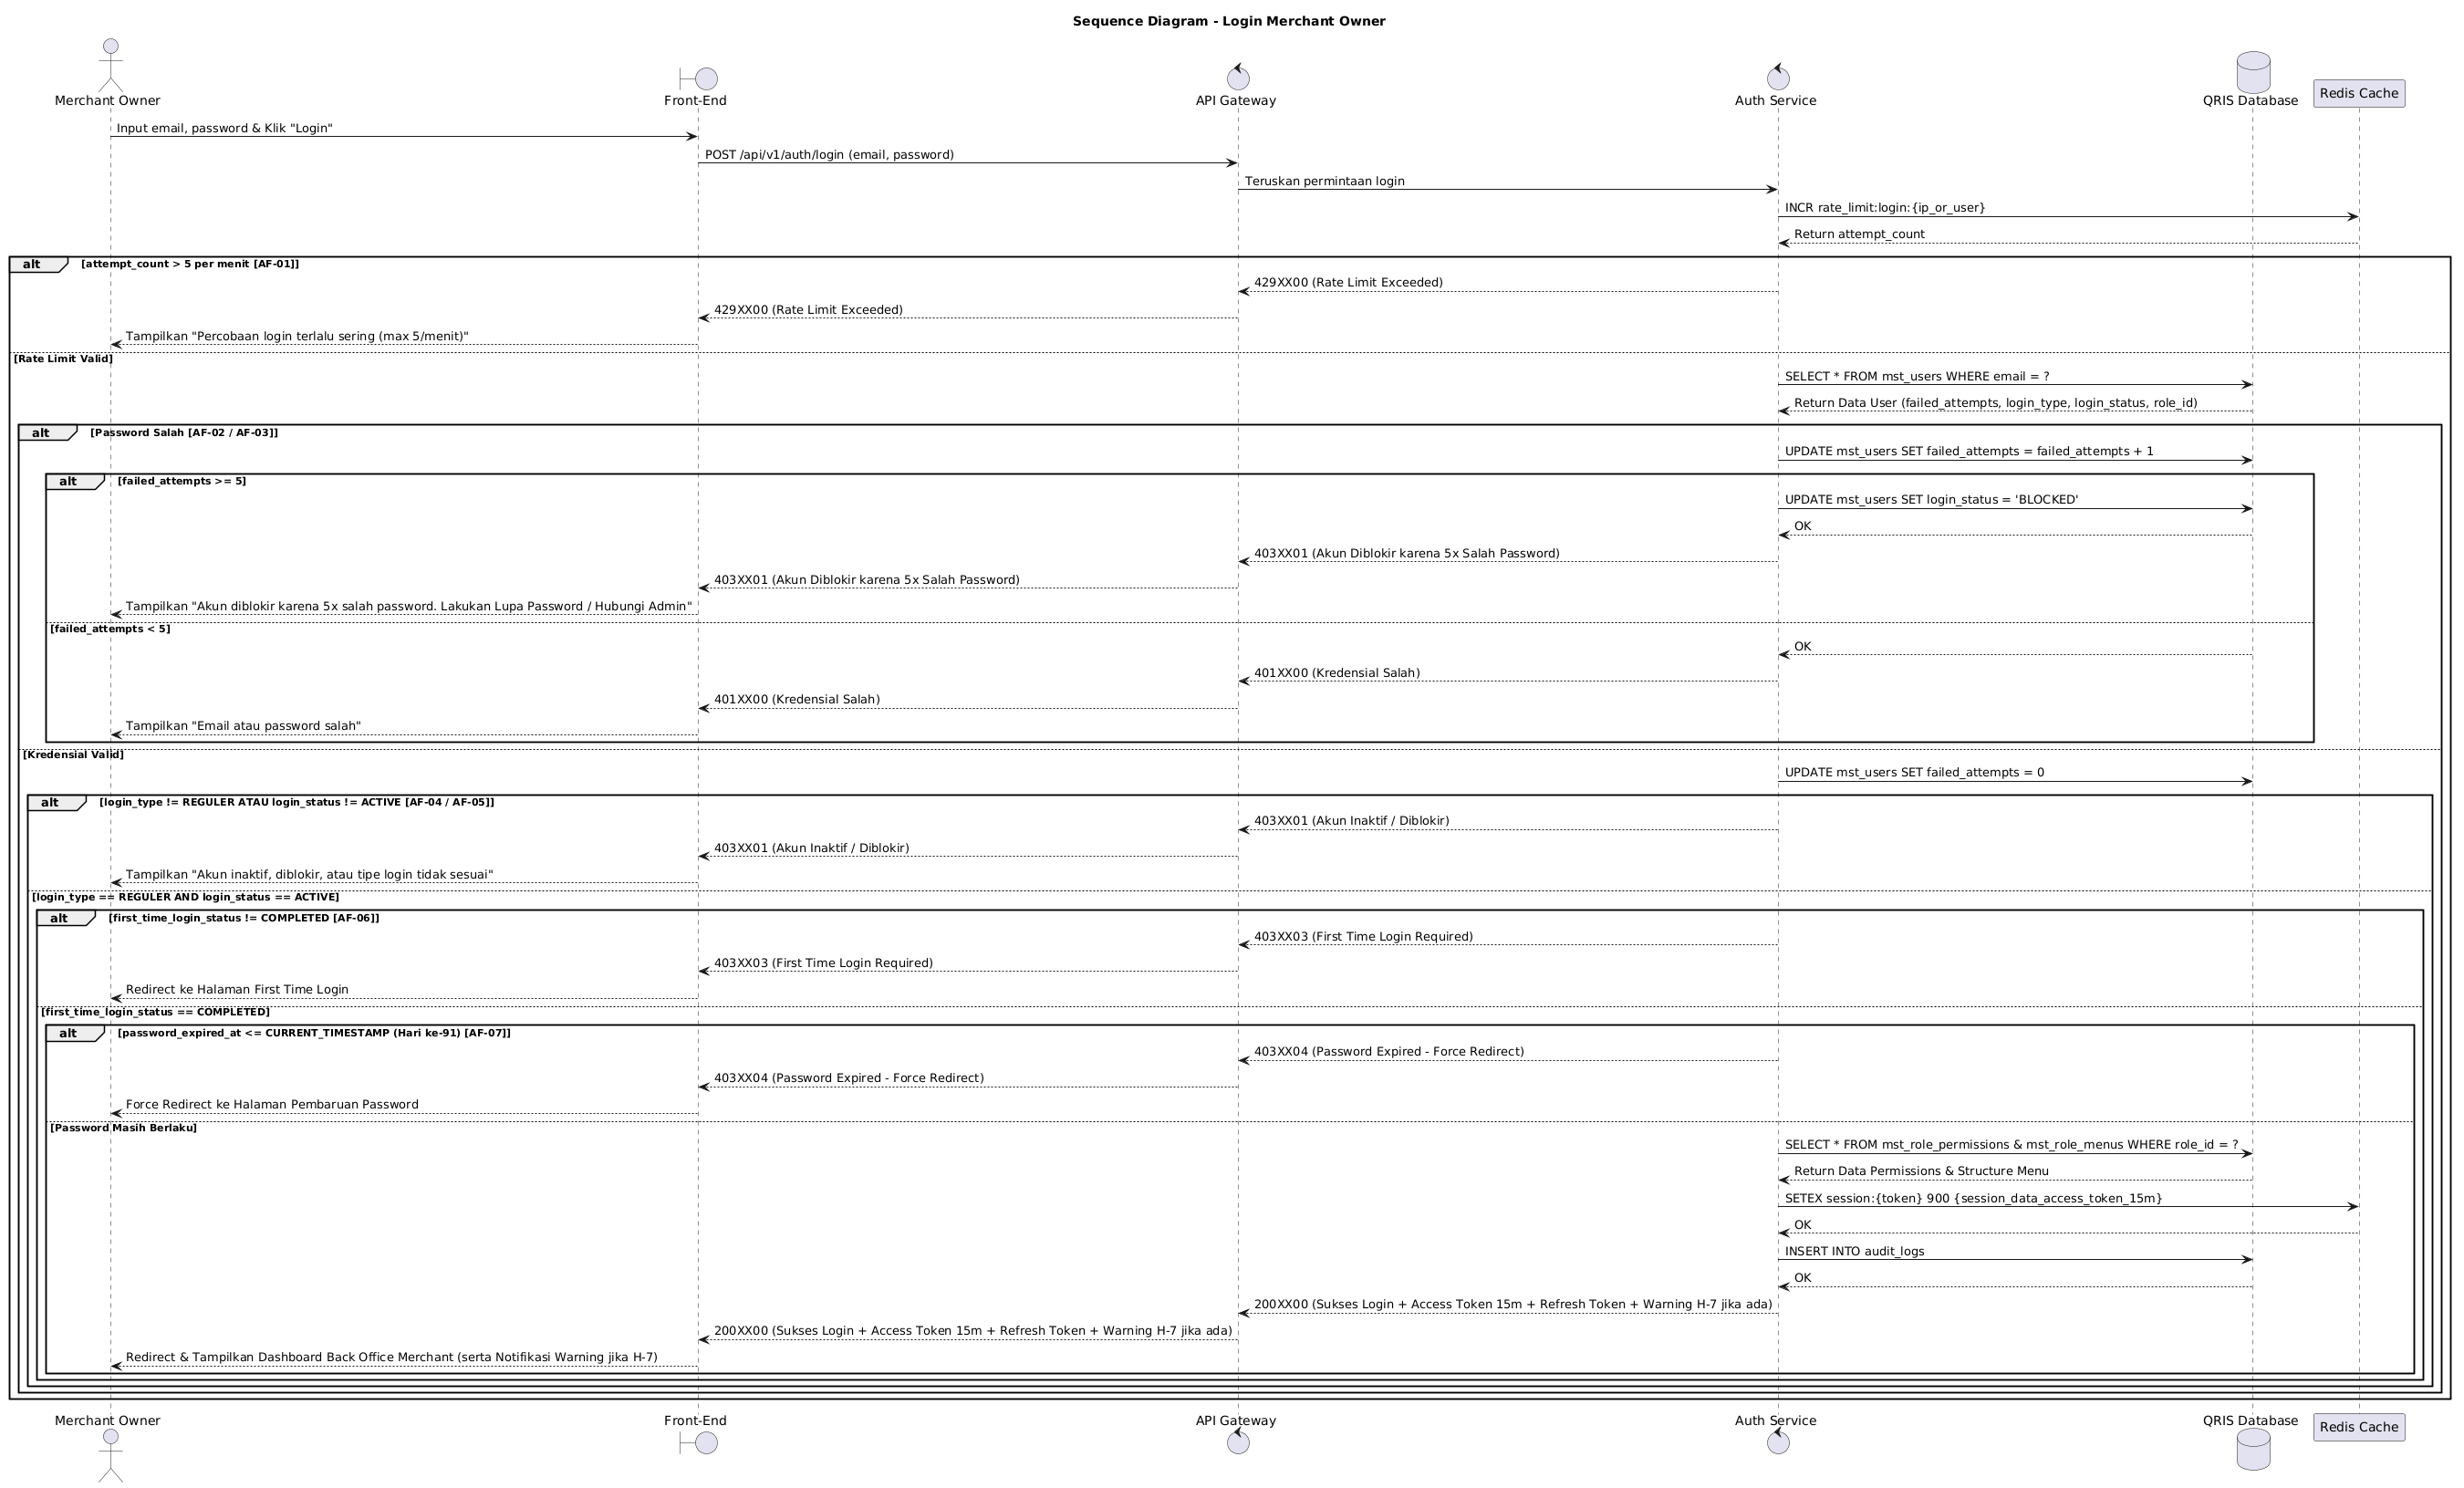 Sequence Diagram - Login Merchant Owner
Merchant Owner
Front-End
API Gateway
Auth Service
QRIS Database
Redis Cache
Input email, password & Klik "Login"
POST /api/v1/auth/login (email, password)
Teruskan permintaan login
INCR rate_limit:login:{ip_or_user}
Return attempt_count
alt [attempt_count > 5 per menit [AF-01]]
429XX00 (Rate Limit Exceeded)
429XX00 (Rate Limit Exceeded)
Tampilkan "Percobaan login terlalu sering (max 5/menit)"
[Rate Limit Valid]
SELECT * FROM mst_users WHERE email = ?
Return Data User (failed_attempts, login_type, login_status, role_id)
alt [Password Salah [AF-02 / AF-03]]
UPDATE mst_users SET failed_attempts = failed_attempts + 1
alt [failed_attempts >= 5]
UPDATE mst_users SET login_status = 'BLOCKED'
OK
403XX01 (Akun Diblokir karena 5x Salah Password)
403XX01 (Akun Diblokir karena 5x Salah Password)
Tampilkan "Akun diblokir karena 5x salah password. Lakukan Lupa Password / Hubungi Admin"
[failed_attempts < 5]
OK
401XX00 (Kredensial Salah)
401XX00 (Kredensial Salah)
Tampilkan "Email atau password salah"
[Kredensial Valid]
UPDATE mst_users SET failed_attempts = 0
alt [login_type != REGULER ATAU login_status != ACTIVE [AF-04 / AF-05]]
403XX01 (Akun Inaktif / Diblokir)
403XX01 (Akun Inaktif / Diblokir)
Tampilkan "Akun inaktif, diblokir, atau tipe login tidak sesuai"
[login_type == REGULER AND login_status == ACTIVE]
alt [first_time_login_status != COMPLETED [AF-06]]
403XX03 (First Time Login Required)
403XX03 (First Time Login Required)
Redirect ke Halaman First Time Login
[first_time_login_status == COMPLETED]
alt [password_expired_at <= CURRENT_TIMESTAMP (Hari ke-91) [AF-07]]
403XX04 (Password Expired - Force Redirect)
403XX04 (Password Expired - Force Redirect)
Force Redirect ke Halaman Pembaruan Password
[Password Masih Berlaku]
SELECT * FROM mst_role_permissions & mst_role_menus WHERE role_id = ?
Return Data Permissions & Structure Menu
SETEX session:{token} 900 {session_data_access_token_15m}
OK
INSERT INTO audit_logs
OK
200XX00 (Sukses Login + Access Token 15m + Refresh Token + Warning H-7 jika ada)
200XX00 (Sukses Login + Access Token 15m + Refresh Token + Warning H-7 jika ada)
Redirect & Tampilkan Dashboard Back Office Merchant (serta Notifikasi Warning jika H-7)
Merchant Owner
Front-End
API Gateway
Auth Service
QRIS Database
Redis Cache